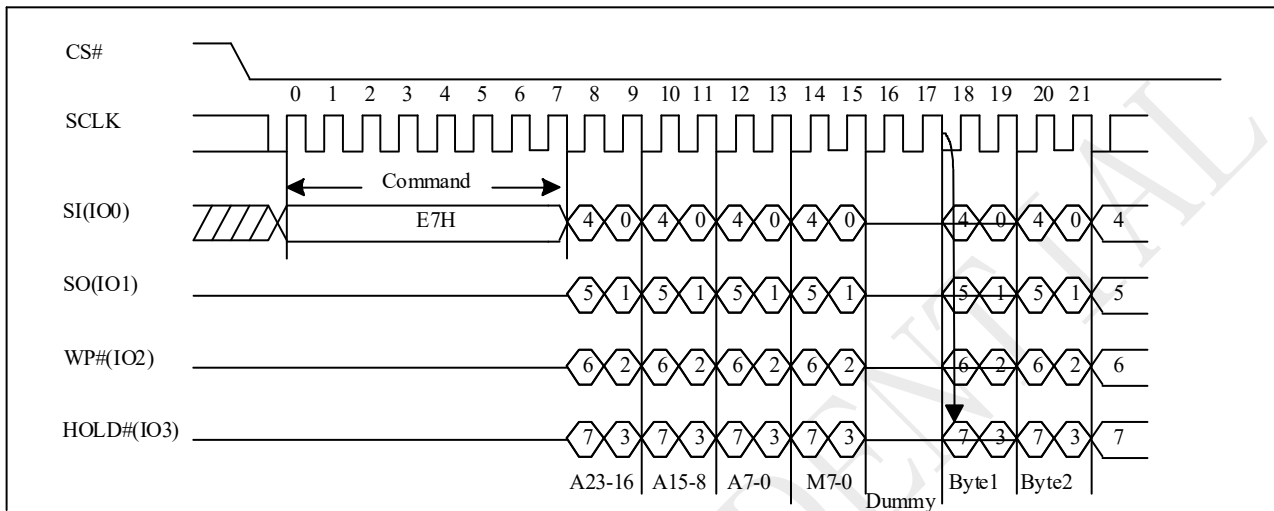 CS#
0 1 2 3 4 5 6 7 8 9 10 11 12 13 14 15 16 17 18 19 20 21
SCLK
Command
SI(IO0) E7H 4 0 4 0 4 0 4 0 4 0 4 0 4
SO(IO1) 5 1 5 1 5 1 5 1 5 1 5 1 5
WP#(IO2) 6 2 6 2 6 2 6 2 6 2 6 2 6
HOLD#(IO3) 7 3 7 3 7 3 7 3 7 3 7 3 7
A23-16 A15-8 A7-0 M7-0 Dummy Byte1 Byte2
DENTIAL